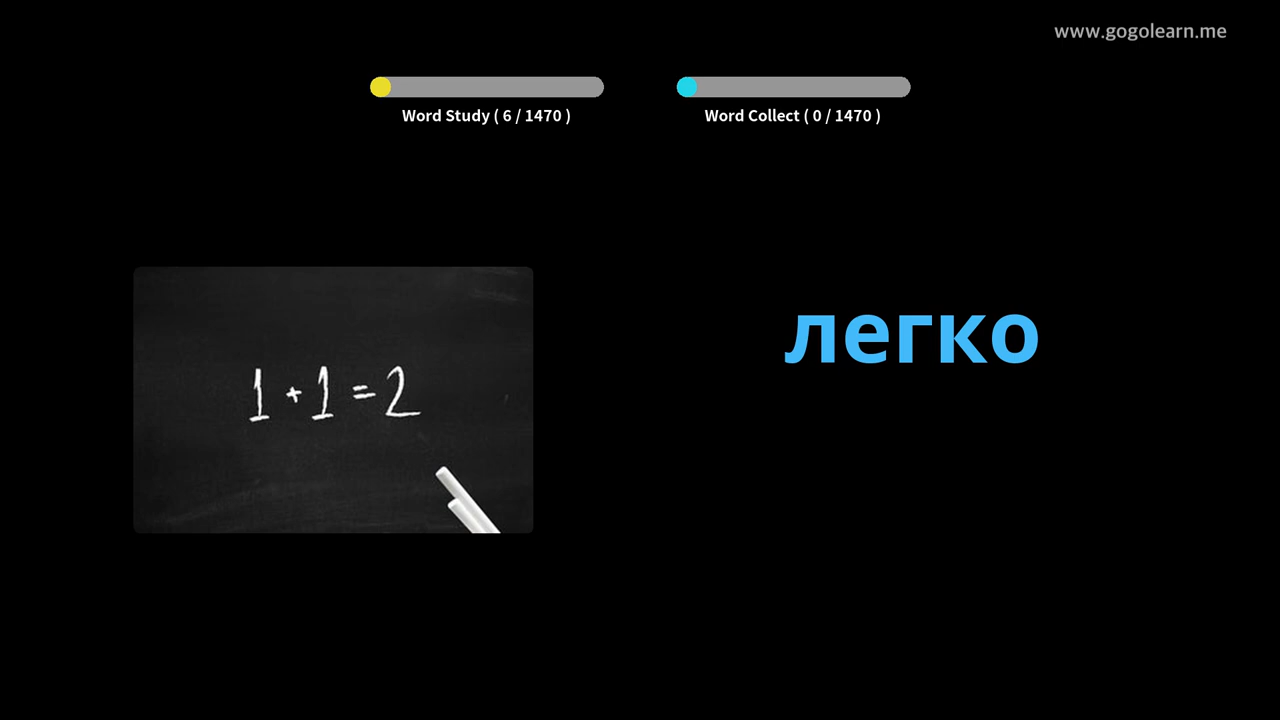 www.gogolearn.me
Word Study ( 6 / 1470 )
Word Collect ( 0 / 1470 )
легко
1 + 1 = 2